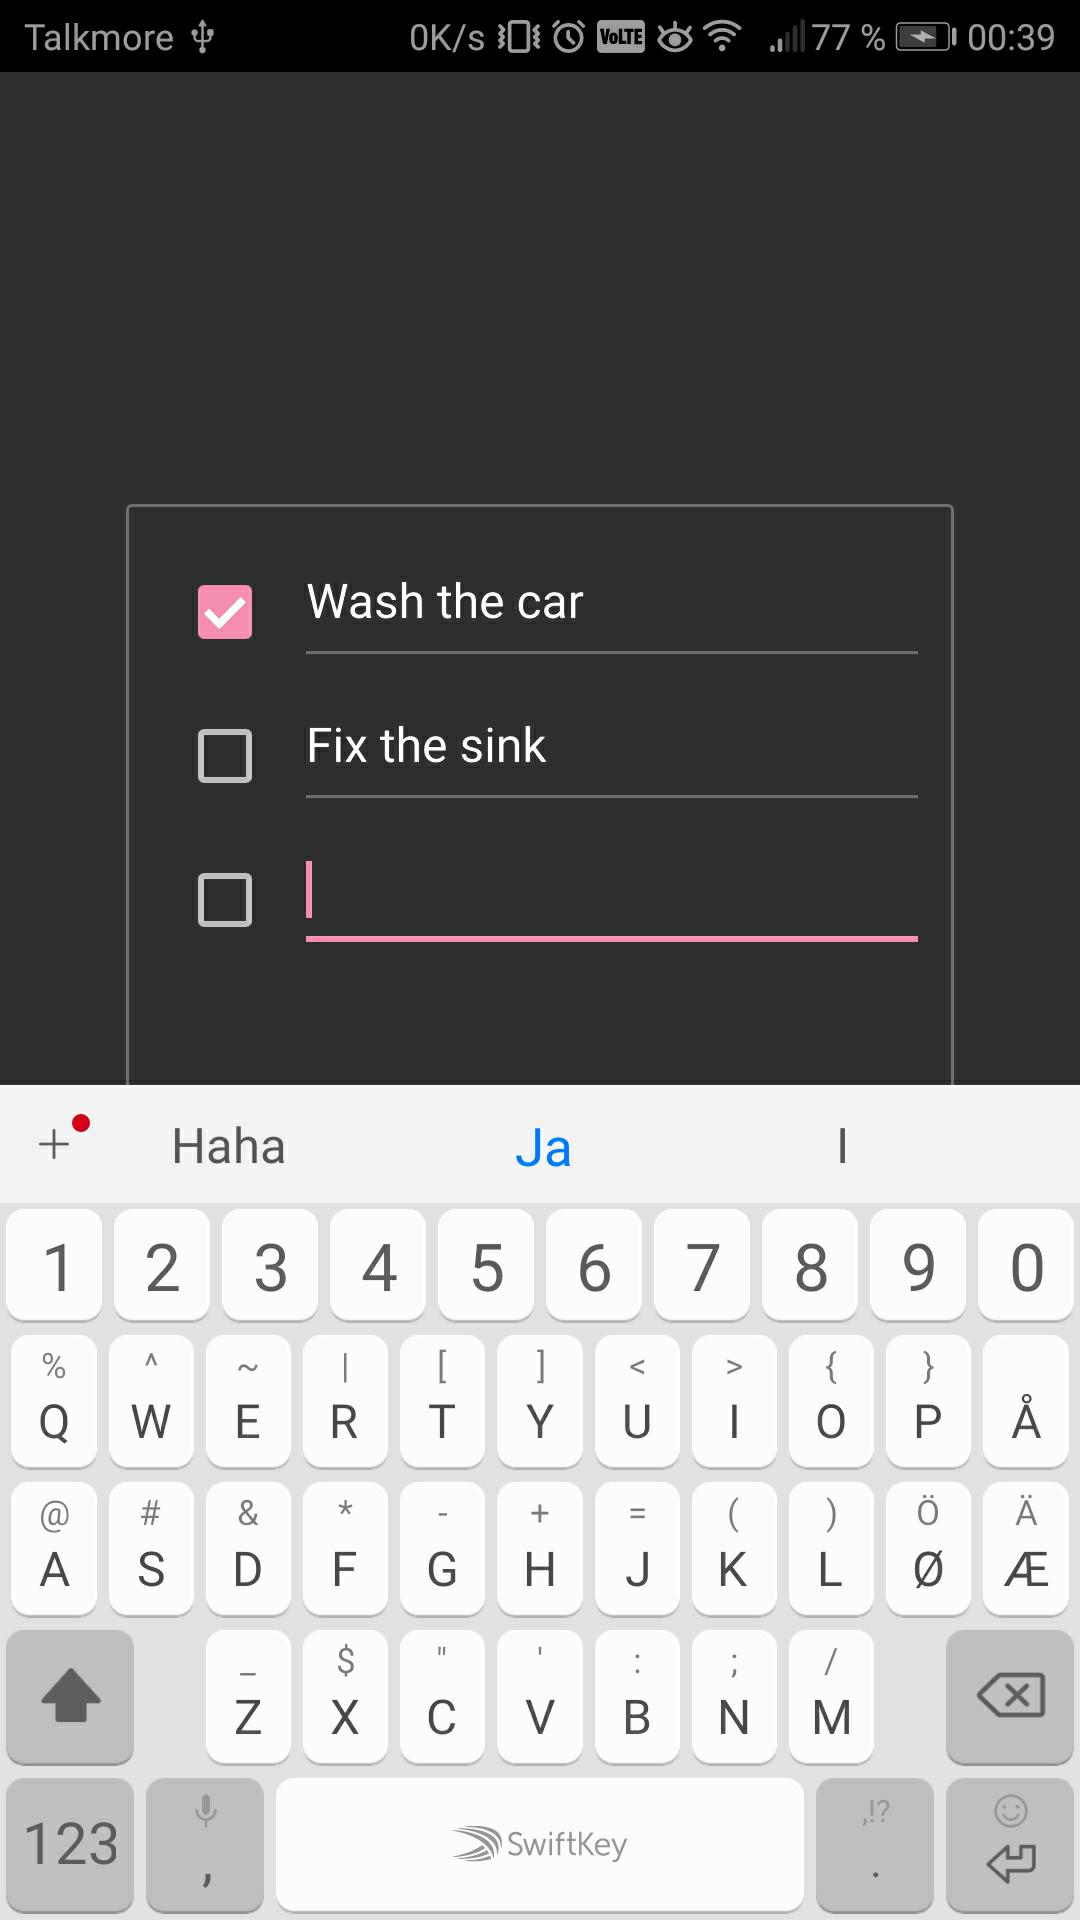 Talkmore 0K/s VoLTE 77 % 00:39
Wash the car
Fix the sink
Haha Ja I
1 2 3 4 5 6 7 8 9 0
% ^ ~ | [ ] < > { }
Q W E R T Y U I O P Å
@ # & * - + = ( ) Ö Ä
A S D F G H J K L Ø Æ
_ $ " ' : ; /
Z X C V B N M
,!?
123 , SwiftKey .